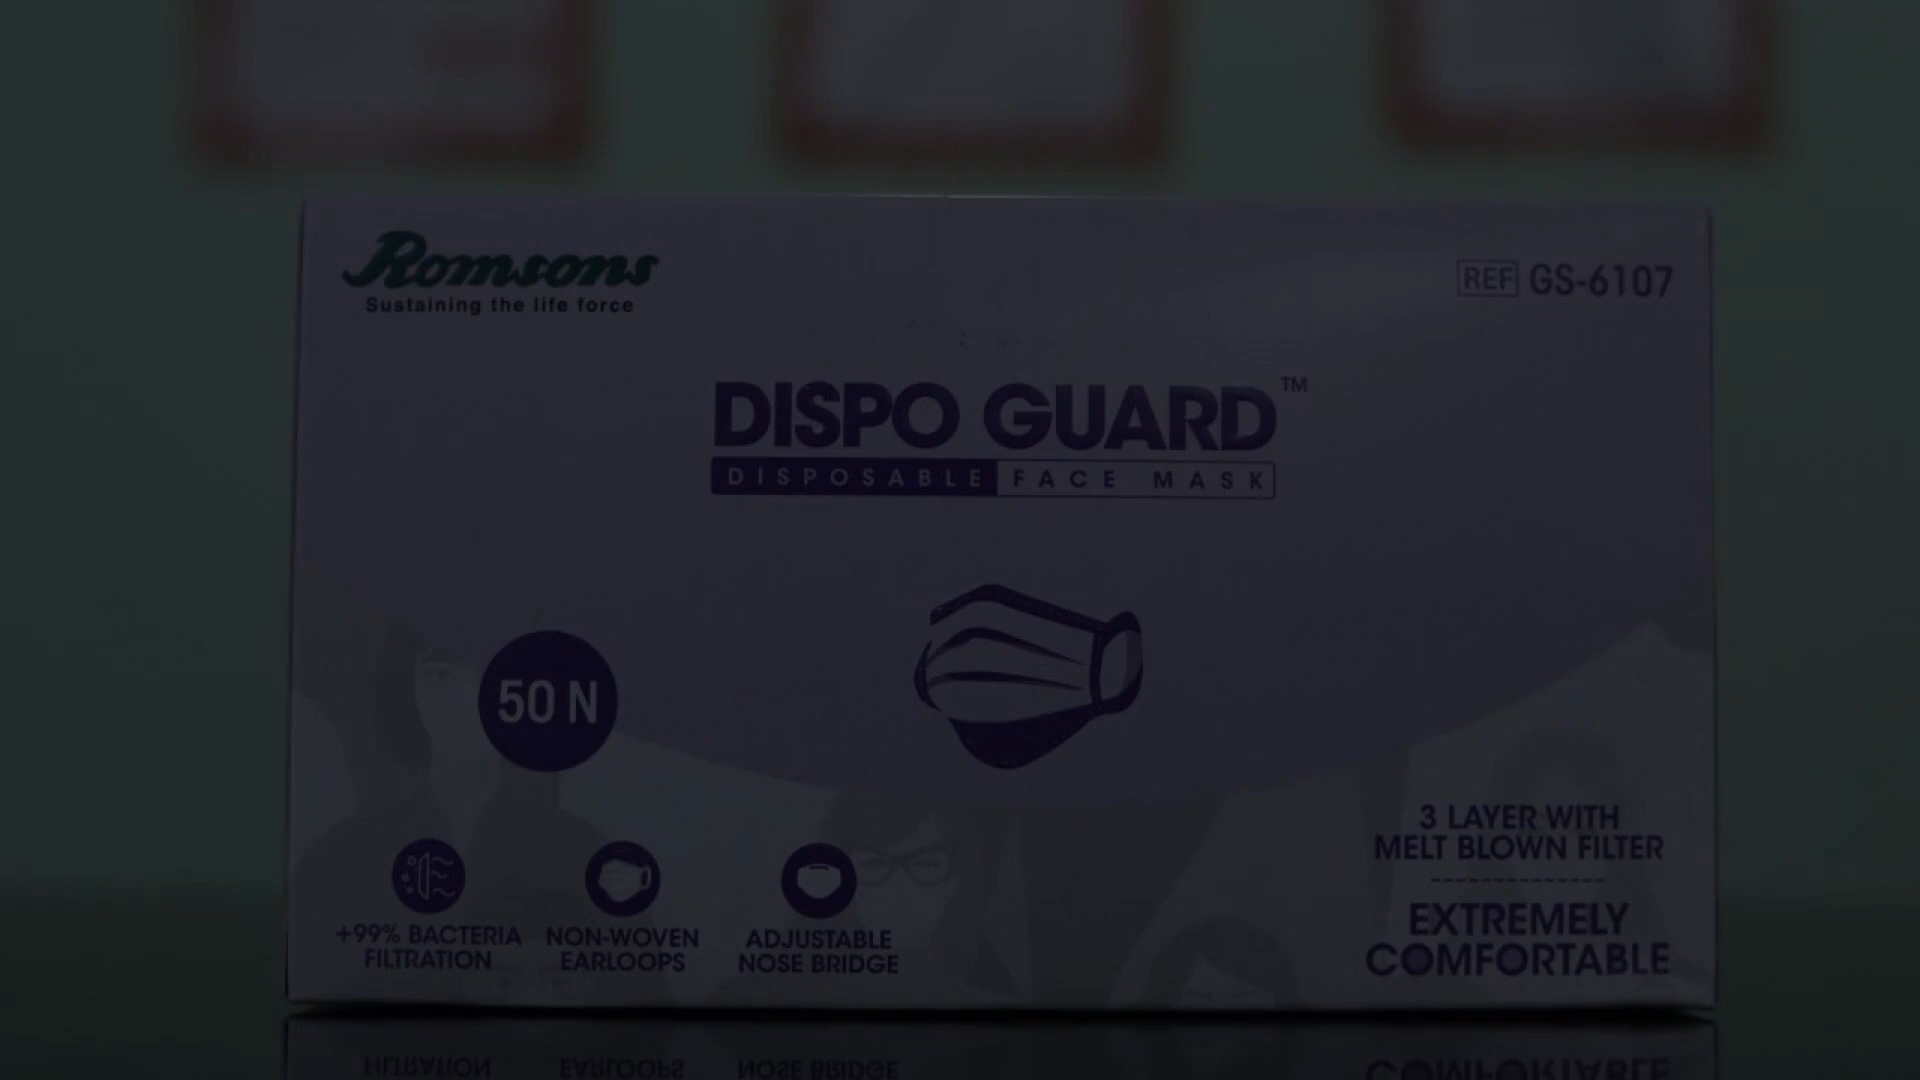 Romsons
Sustaining the life force
REF GS-6107
DISPO GUARD™
DISPOSABLE FACE MASK
50 N
+99% BACTERIA
FILTRATION
NON-WOVEN
EARLOOPS
ADJUSTABLE
NOSE BRIDGE
3 LAYER WITH
MELT BLOWN FILTER
EXTREMELY
COMFORTABLE